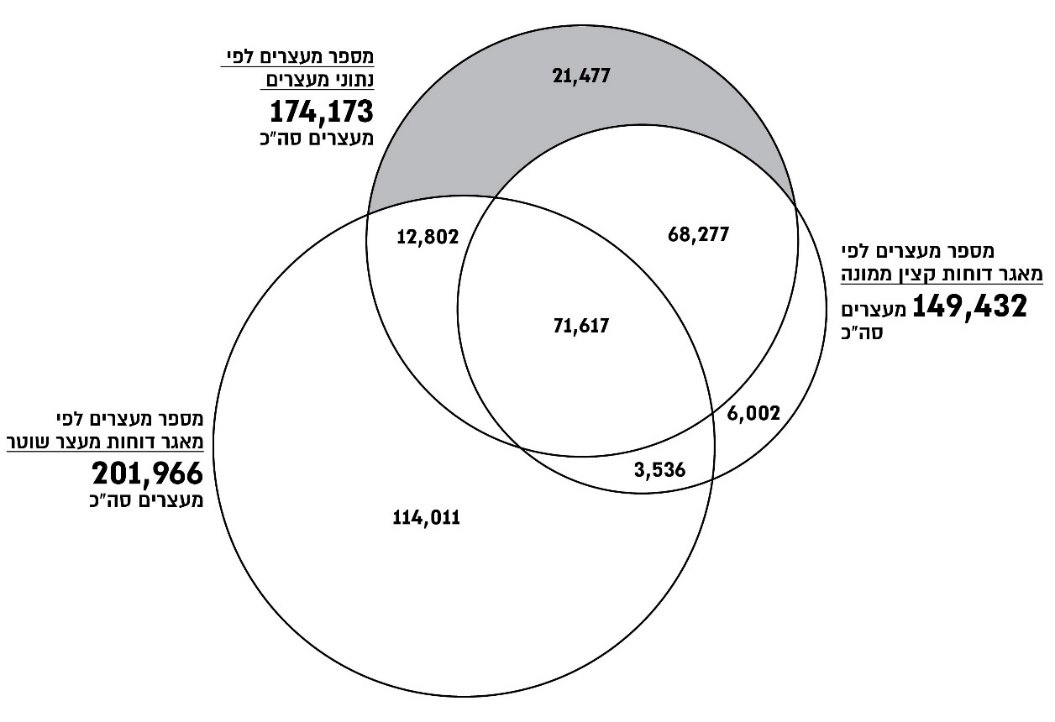 מספר מעצרים לפי
נתוני מעצרים
174,173
מעצרים סה"כ
21,477
12,802
68,277
מספר מעצרים לפי
מאגר דוחות קצין ממונה
149,432 מעצרים
סה"כ
71,617
מספר מעצרים לפי
מאגר דוחות מעצר שוטר
201,966
מעצרים סה"כ
6,002
3,536
114,011